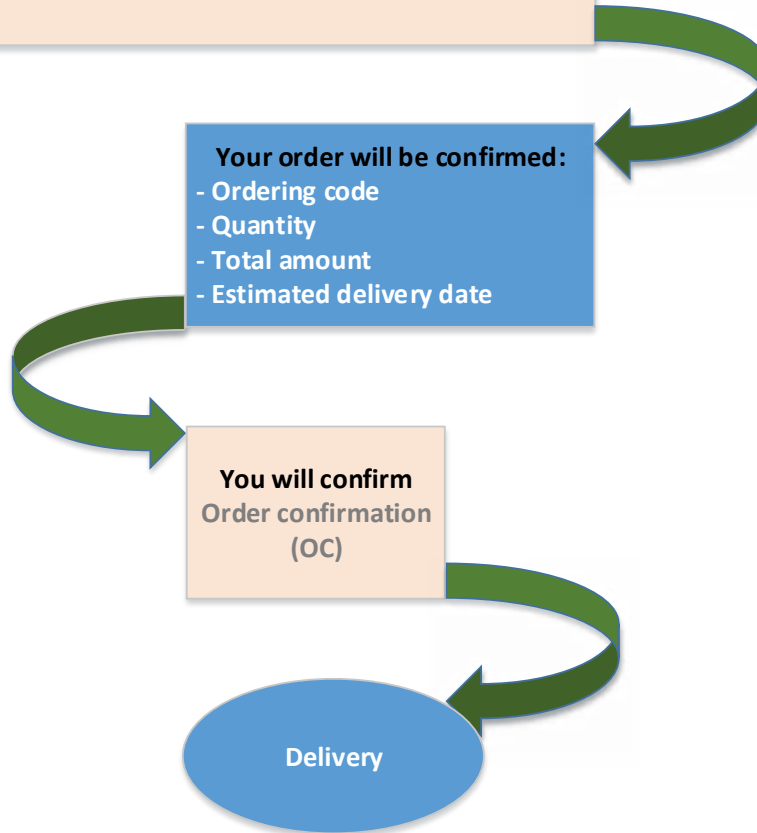 Your order will be confirmed:
- Ordering code
- Quantity
- Total amount
- Estimated delivery date
You will confirm
Order confirmation
(OC)
Delivery